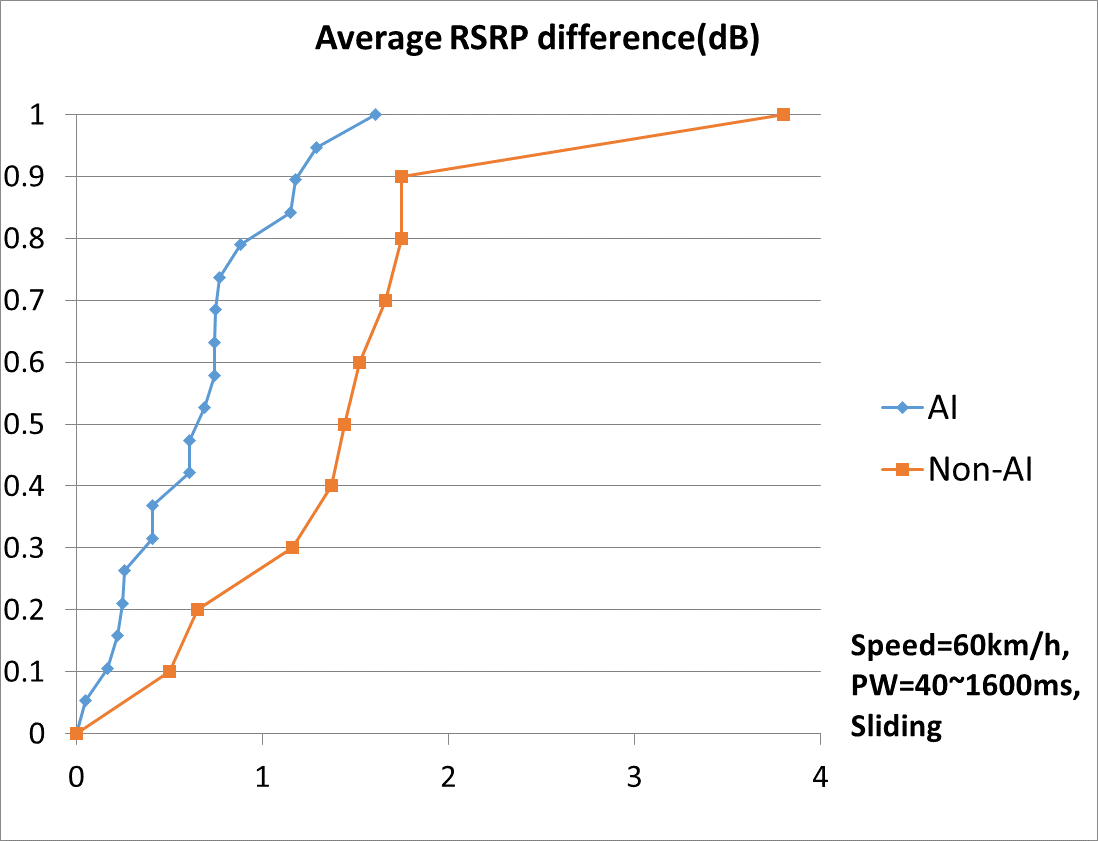 Average RSRP difference(dB)
1
0.9
0.8
0.7
0.6
0.5
0.4
0.3
0.2
0.1
0
0 1 2 3 4
AI
Non-AI
Speed=60km/h,
PW=40~1600ms,
Sliding